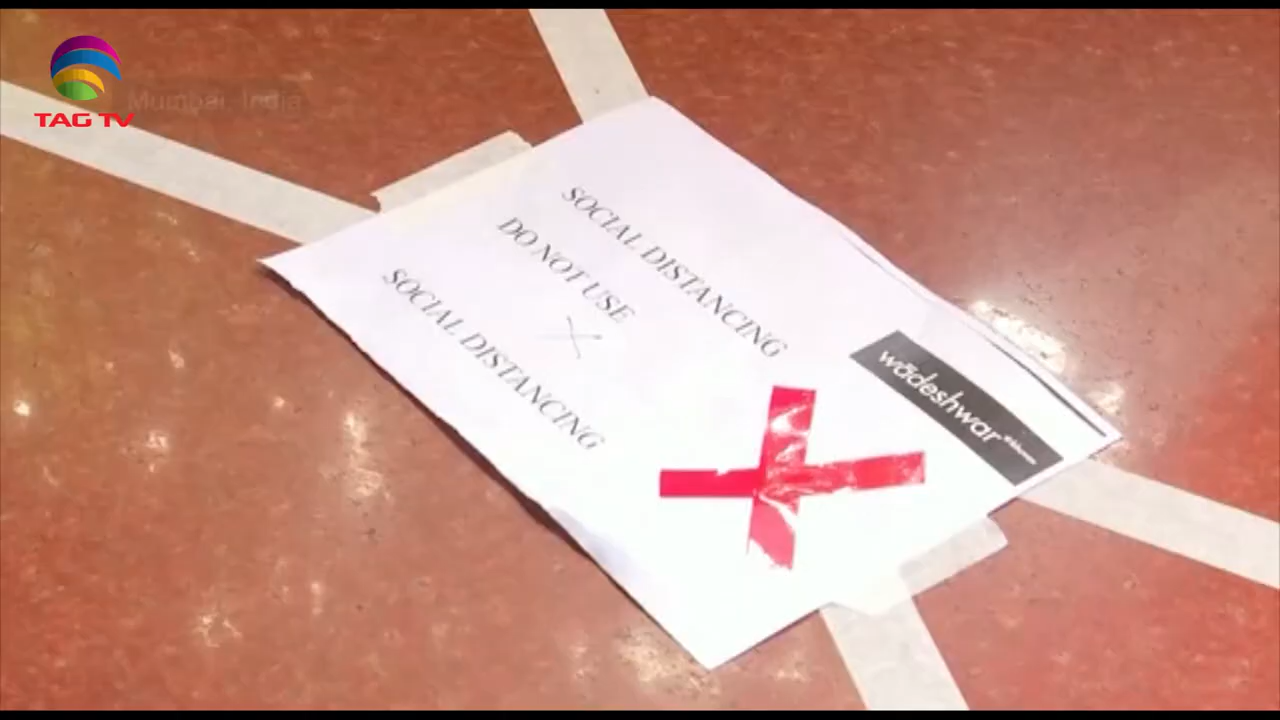 TAG TV
Mumbai, India
SOCIAL DISTANCING
DO NOT USE
SOCIAL DISTANCING
wadeshwar